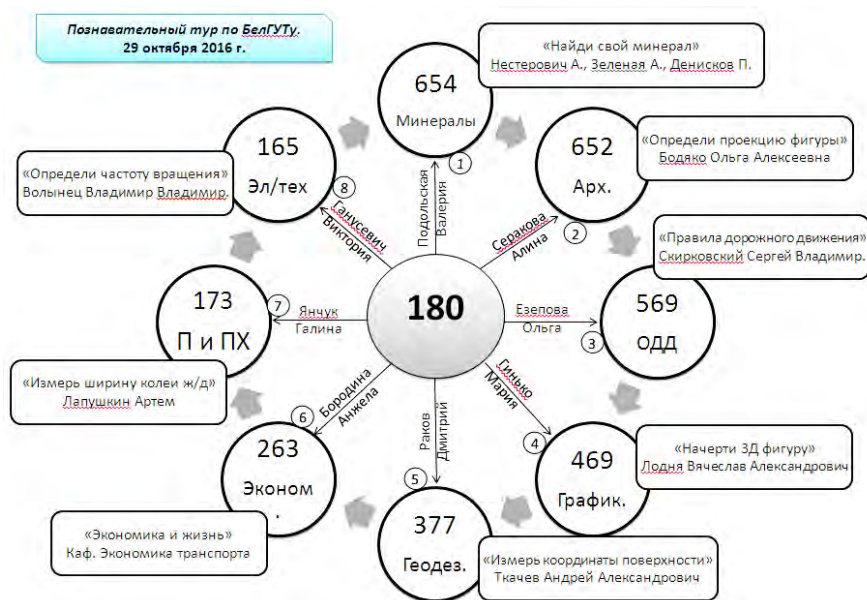 Познавательный тур по БелГУТу.
29 октября 2016 г.
«Найди свой минерал»
Нестерович А., Зеленая А., Денисков П.
654
Минералы
1
Подольская
Валерия
652
Арх.
2
«Определи проекцию фигуры»
Бодяко Ольга Алексеевна
Серакова
Алина
«Правила дорожного движения»
Скирковский Сергей Владимир.
569
ОДД
3
Езепова
Ольга
«Начерти 3Д фигуру»
Лодня Вячеслав Александрович
469
График.
4
Гинько
Мария
377
Геодез.
5
«Измерь координаты поверхности»
Ткачев Андрей Александрович
Раков
Дмитрий
263
Эконом
.
6
«Экономика и жизнь»
Каф. Экономика транспорта
Бородина
Анжела
173
П и ПХ
7
«Измерь ширину колеи ж/д»
Лапушкин Артем
Янчук
Галина
165
Эл/тех
8
«Определи частоту вращения»
Волынец Владимир Владимир.
Ганусевич
Виктория
180